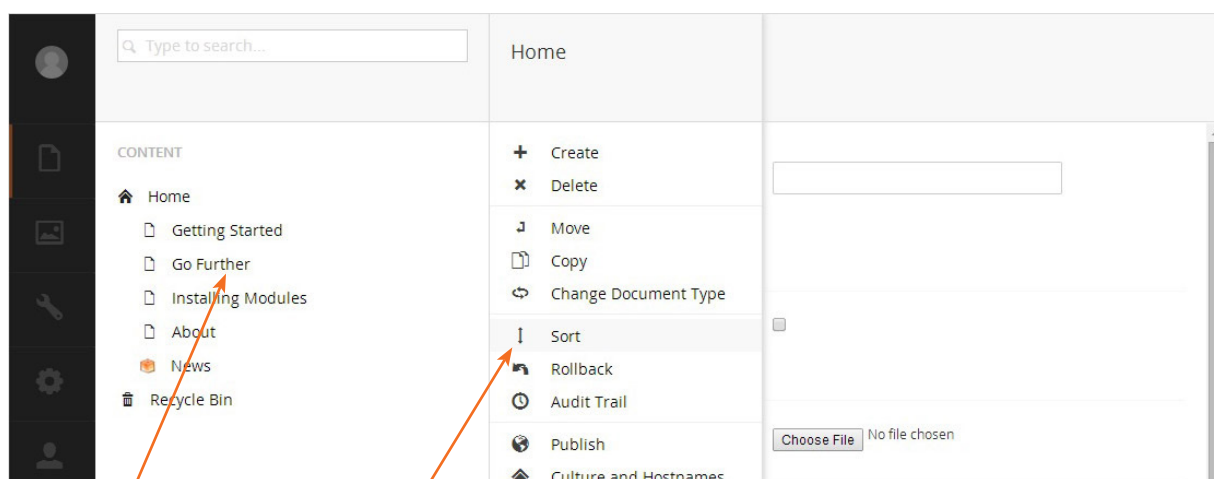 Type to search...
Home
CONTENT
Home
Getting Started
Go Further
Installing Modules
About
News
Recycle Bin
Create
Delete
Move
Copy
Change Document Type
Sort
Rollback
Audit Trail
Publish
Culture and Hostnames
Choose File No file chosen